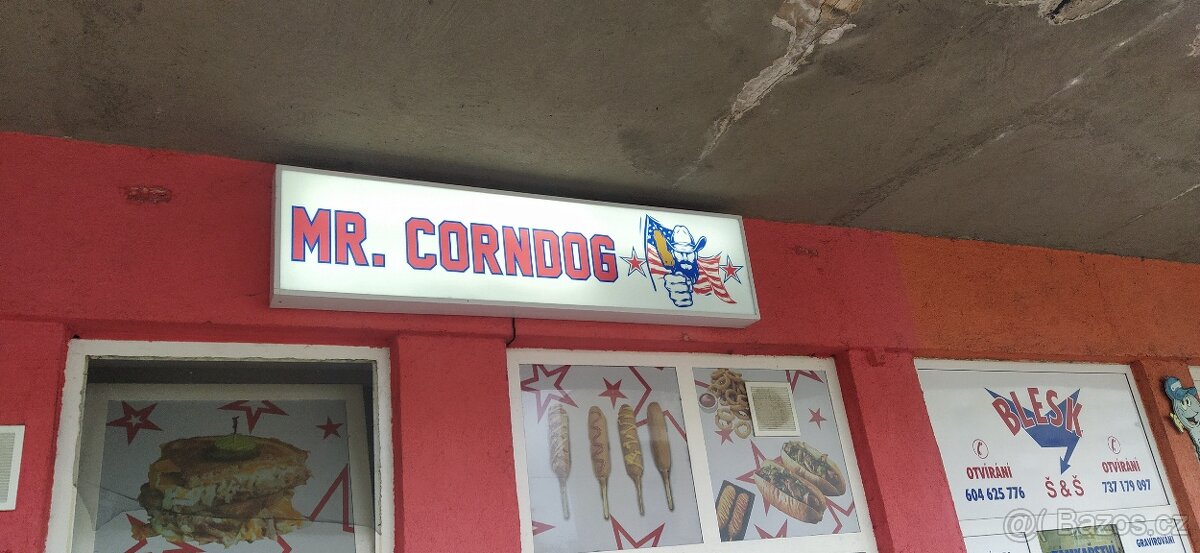 MR. CORNDOG
BLESK
OTVÍRÁNÍ
604 625 776
Š&Š
OTVÍRÁNÍ
737 179 097
GRAVÍROVÁNÍ
Bazos.cz